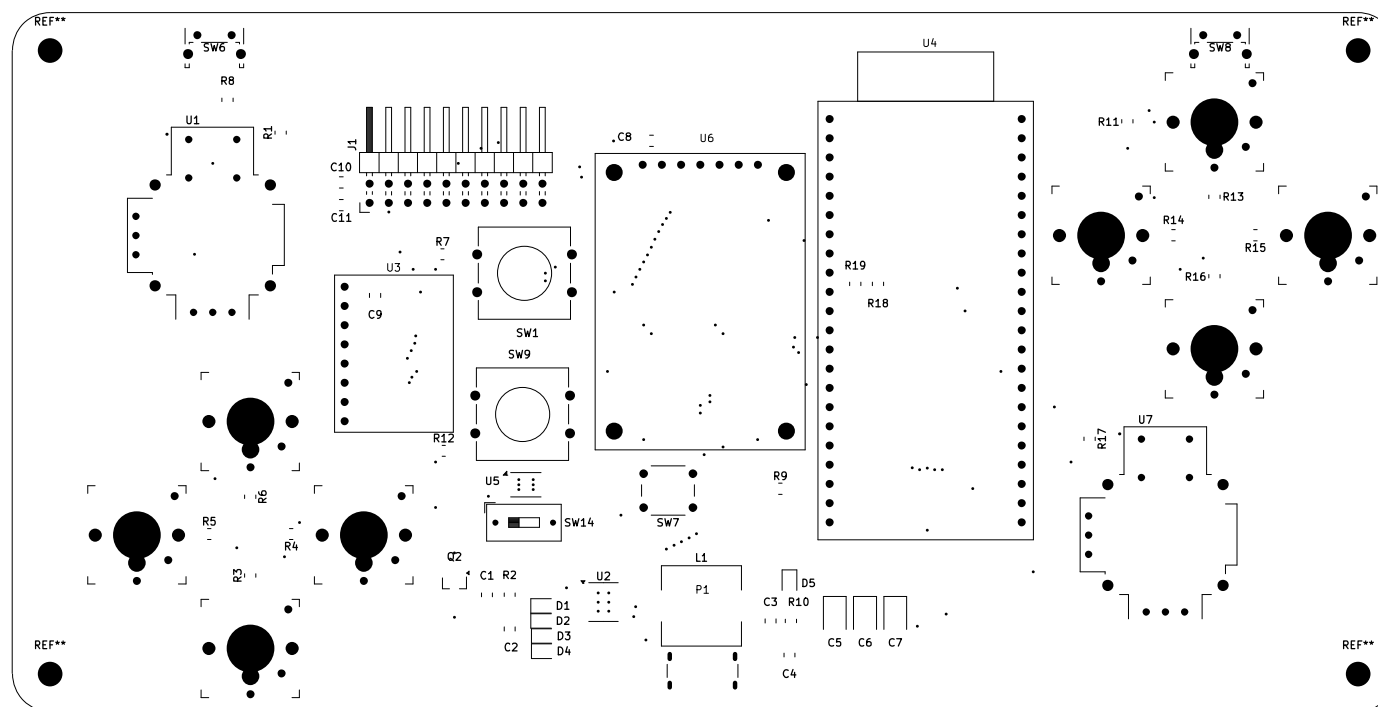 REF**
REF**
SW6
SW8
U4
R8
U1
R1
J1
C8
U6
R11
C10
C11
R13
R14
R15
R7
U3
R19
R16
R18
C9
SW1
SW9
U7
R12
R17
U5
R9
R6
R5
SW14
SW7
R4
L1
R3
C1
R2
U2
P1
D5
D1
C3
R10
D2
D3
D4
C2
C5
C6
C7
REF**
REF**
C4